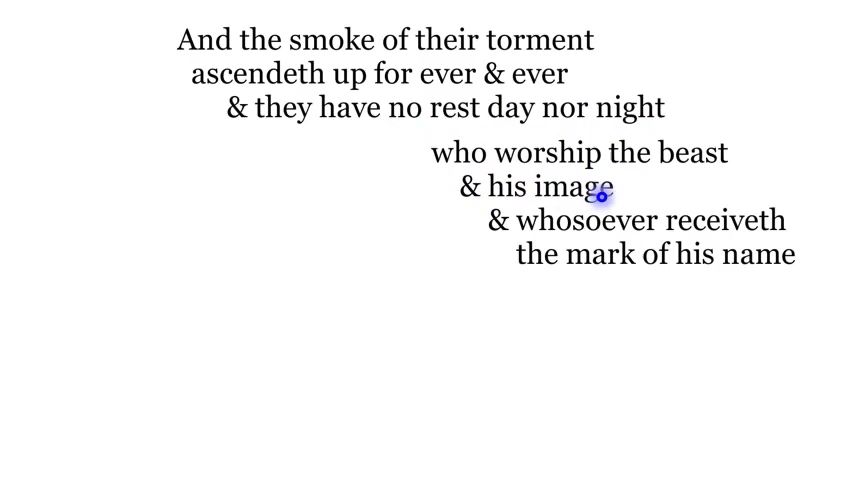 And the smoke of their torment
ascendeth up for ever & ever
& they have no rest day nor night
who worship the beast
& his image
& whosoever receiveth
the mark of his name